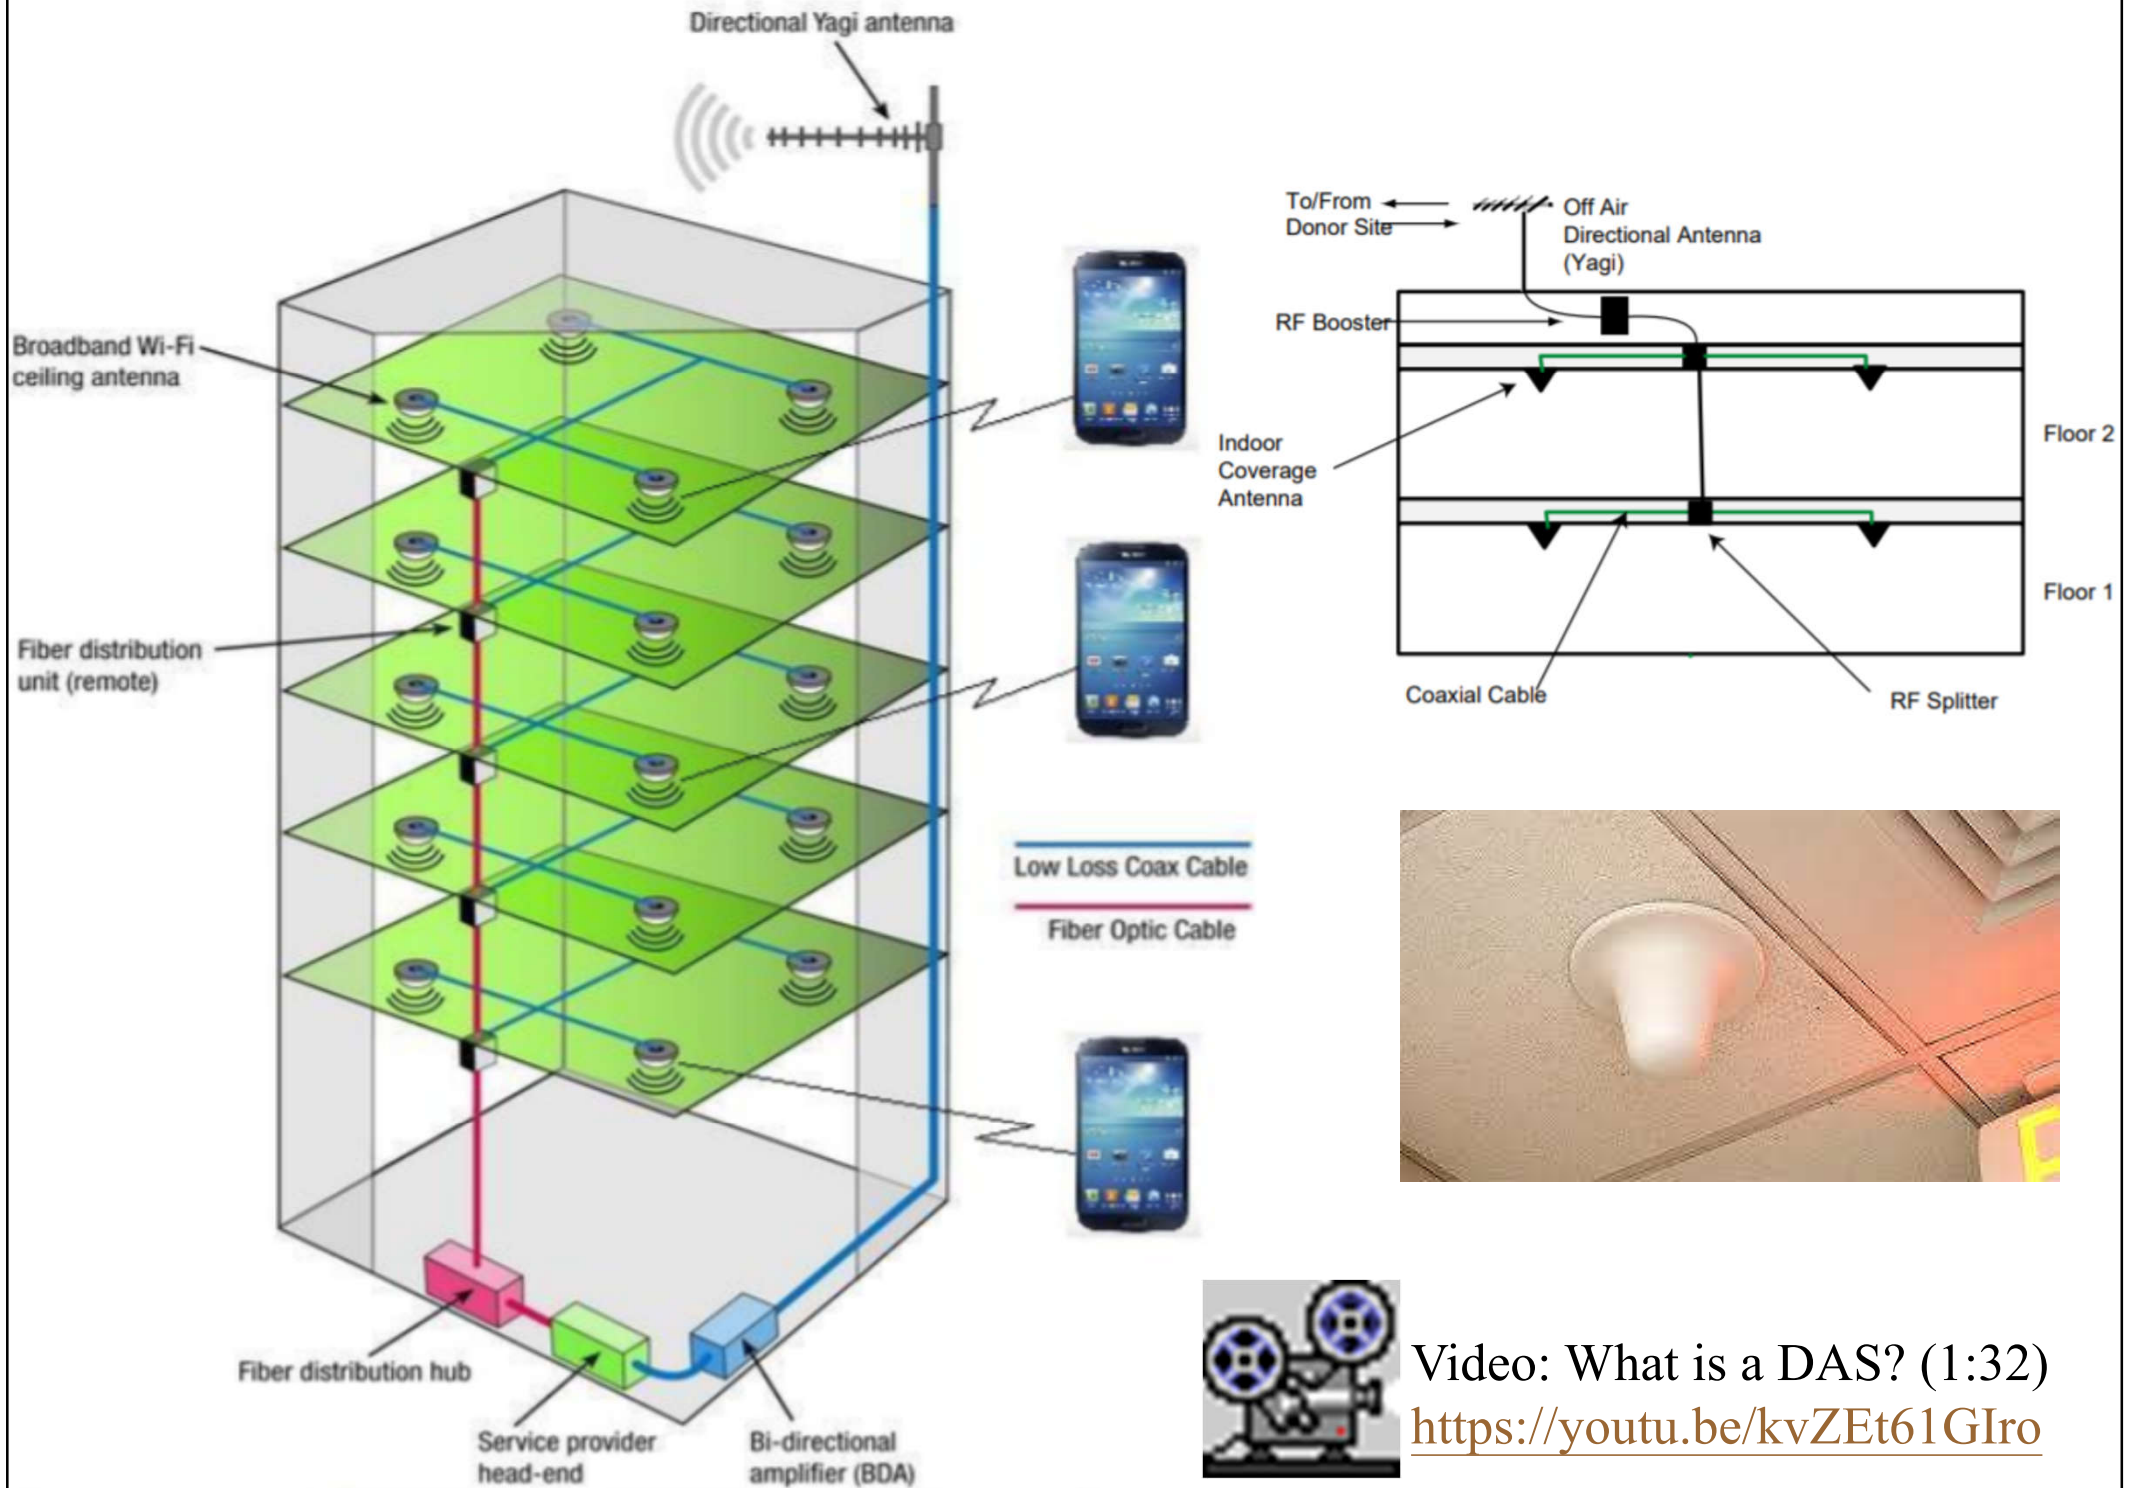 Directional Yagi antenna
Broadband Wi-Fi
ceiling antenna
Fiber distribution
unit (remote)
Low Loss Coax Cable
Fiber Optic Cable
Fiber distribution hub
Service provider
head-end
Bi-directional
amplifier (BDA)
To/From
Donor Site
Off Air
Directional Antenna
(Yagi)
RF Booster
Indoor
Coverage
Antenna
Floor 2
Floor 1
Coaxial Cable
RF Splitter
Video: What is a DAS? (1:32)
https://youtu.be/kvZEt61GIro